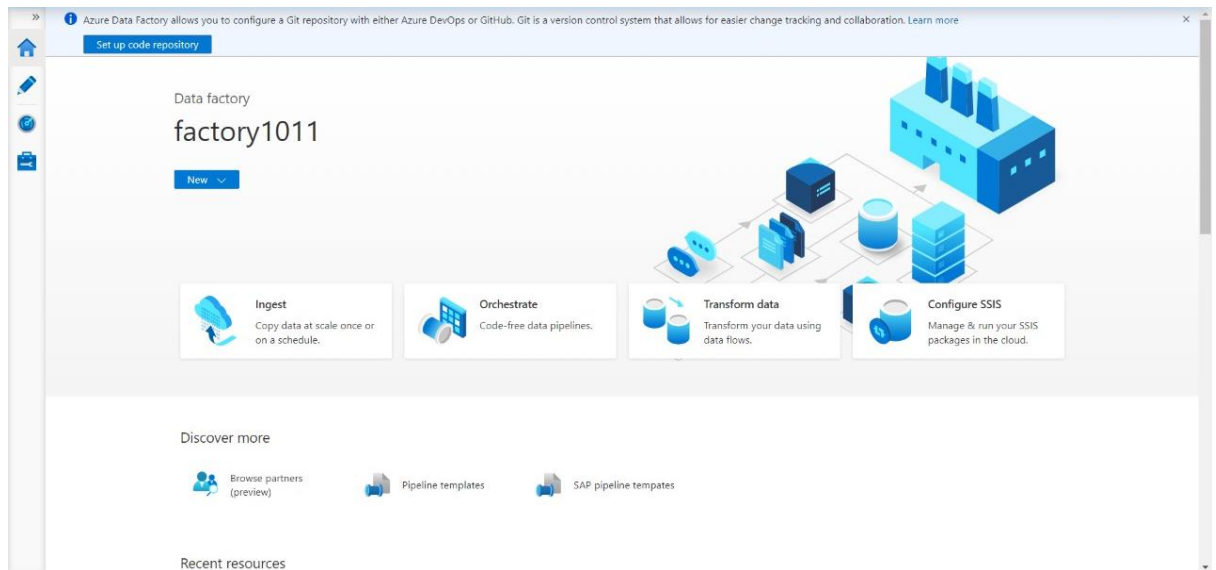 Azure Data Factory allows you to configure a Git repository with either Azure DevOps or GitHub. Git is a version control system that allows for easier change tracking and collaboration. Learn more
Set up code repository
Data factory
factory1011
New
Ingest
Copy data at scale once or
on a schedule.
Orchestrate
Code-free data pipelines.
Transform data
Transform your data using
data flows.
Configure SSIS
Manage & run your SSIS
packages in the cloud.
Discover more
Browse partners
(preview)
Pipeline templates
SAP pipeline tempates
Recent resources